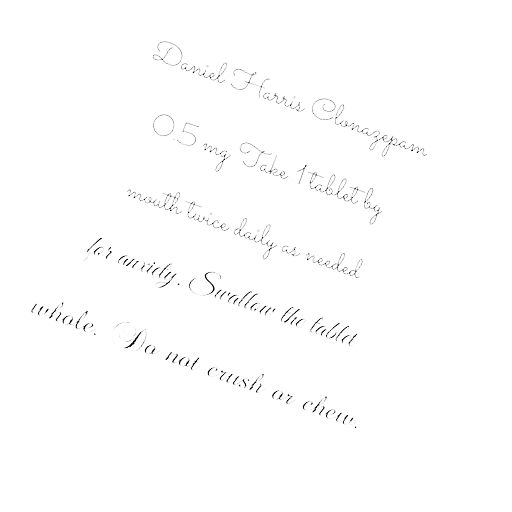 Daniel Harris Clonazepam
0.5 mg Take 1 tablet by
mouth twice daily as needed
for anxiety. Swallow the tablet
whole. Do not crush or chew.